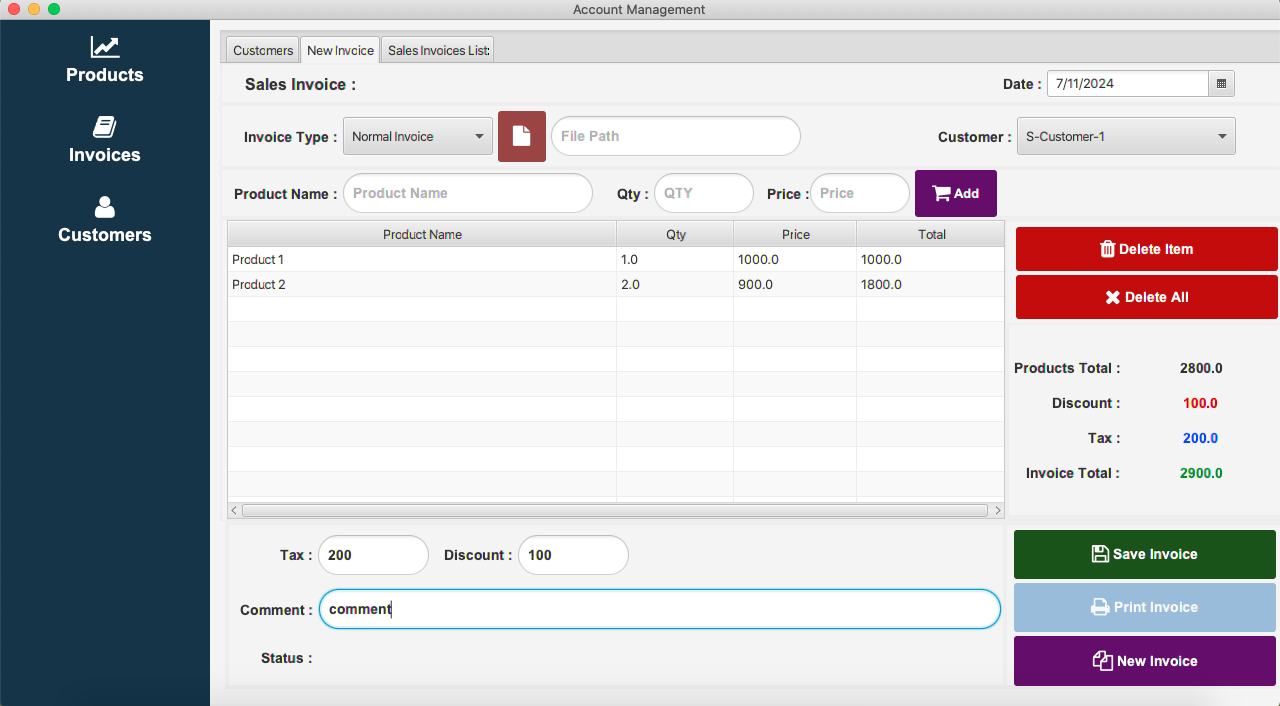 Account Management
Products
Invoices
Customers
Customers New Invoice Sales Invoices List:
Sales Invoice : Date : 7/11/2024
Invoice Type : Normal Invoice File Path Customer : S-Customer-1
Product Name : Product Name Qty : QTY Price : Price Add
Product Name Qty Price Total
Product 1 1.0 1000.0 1000.0
Product 2 2.0 900.0 1800.0
Delete Item
Delete All
Products Total : 2800.0
Discount : 100.0
Tax : 200.0
Invoice Total : 2900.0
Tax : 200 Discount : 100
Comment : comment
Status :
Save Invoice
Print Invoice
New Invoice